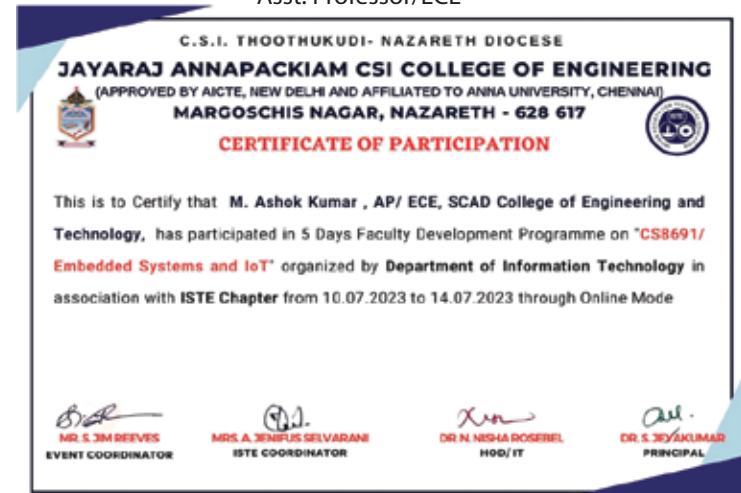 Asst. Professor/ECE
C.S.I. THOOTHUKUDI- NAZARETH DIOCESE
JAYARAJ ANNAPACKIAM CSI COLLEGE OF ENGINEERING
(APPROVED BY AICTE, NEW DELHI AND AFFILIATED TO ANNA UNIVERSITY, CHENNAI)
MARGOSCHIS NAGAR, NAZARETH - 628 617
CERTIFICATE OF PARTICIPATION
This is to Certify that M. Ashok Kumar , AP/ ECE, SCAD College of Engineering and
Technology, has participated in 5 Days Faculty Development Programme on "CS8691/
Embedded Systems and IoT" organized by Department of Information Technology in
association with ISTE Chapter from 10.07.2023 to 14.07.2023 through Online Mode
MR. S. JIM REEVES MRS. A. JENIFUS SELVARANI DR. N. NISHA ROSEBEL DR. S. JEYAKUMAR
EVENT COORDINATOR ISTE COORDINATOR HOD/ IT PRINCIPAL